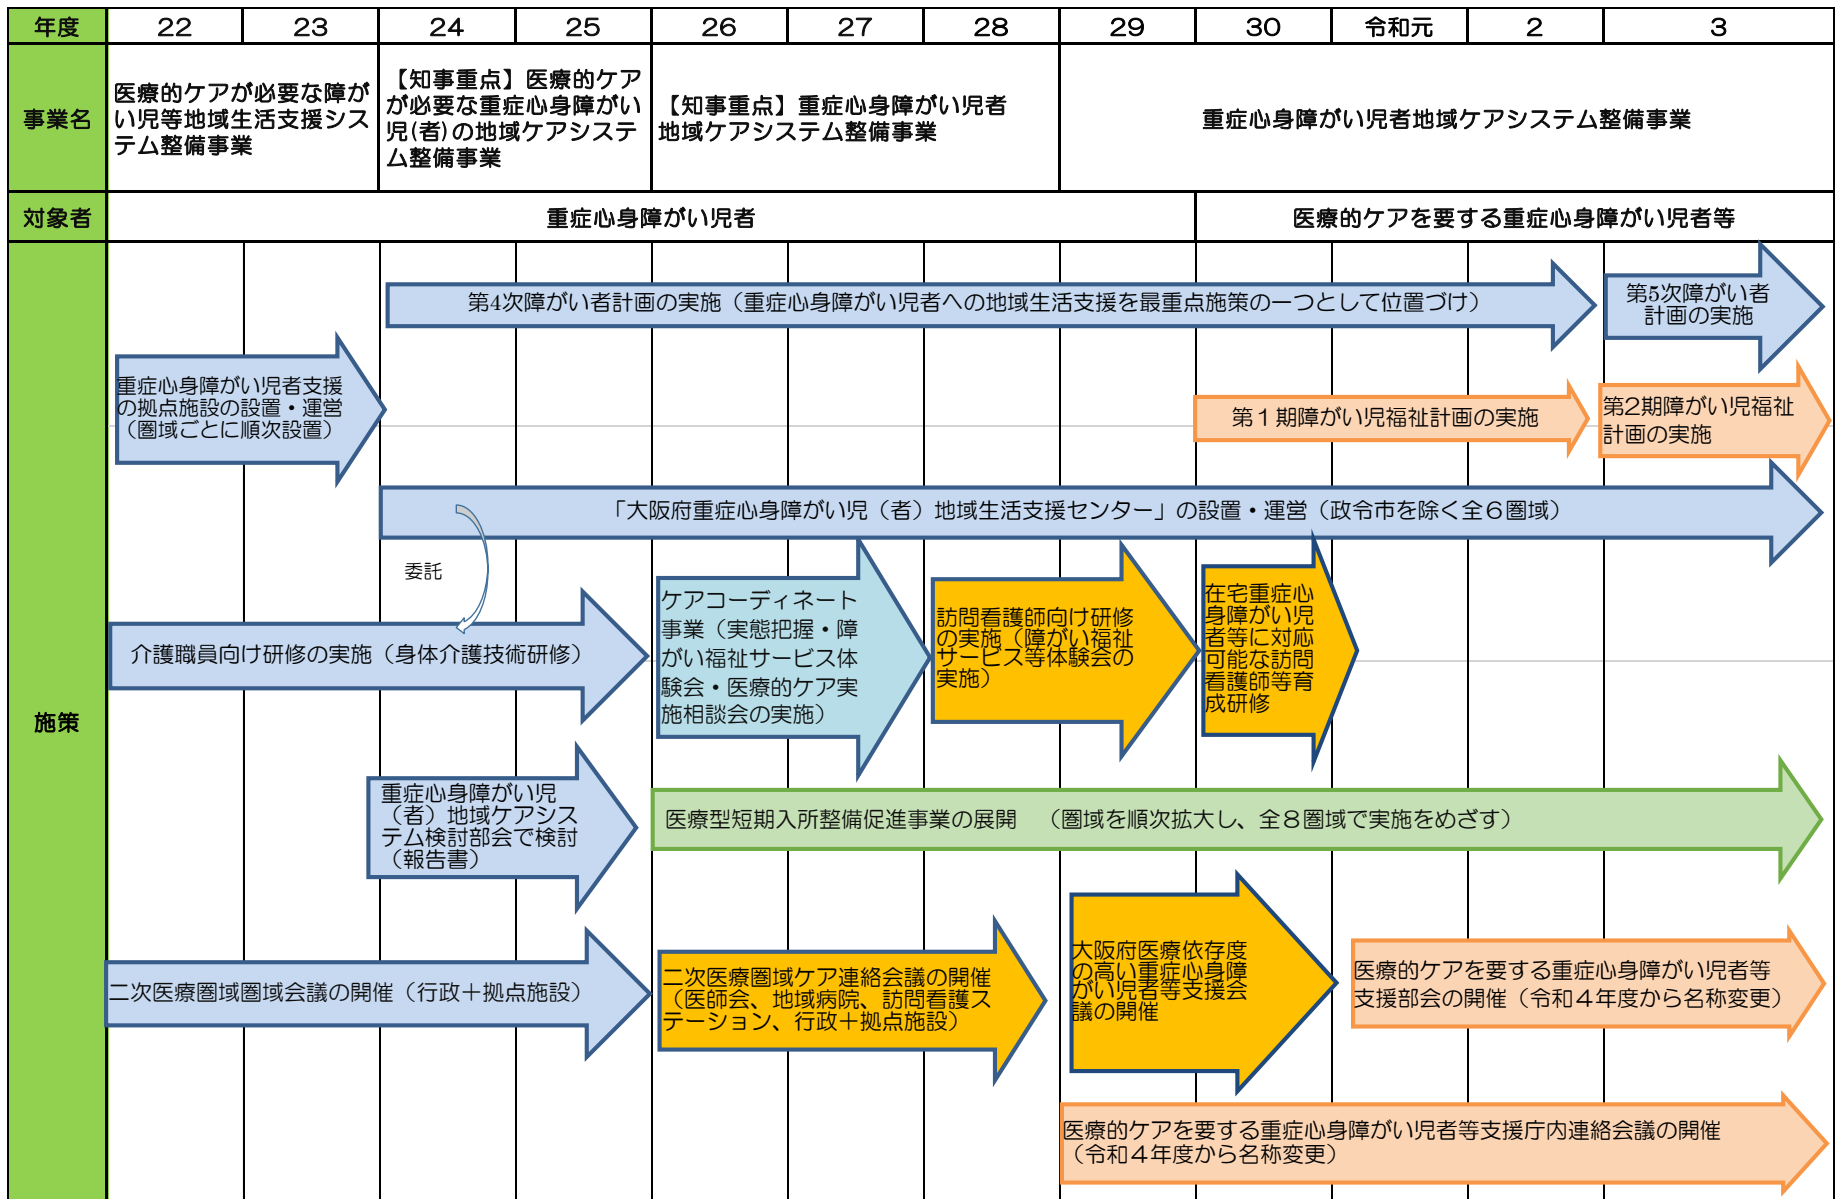 年度 22 23 24 25 26 27 28 29 30 令和元 2 3
事業名
医療的ケアが必要な障が
い児等地域生活支援シス
テム整備事業
【知事重点】医療的ケア
が必要な重症心身障がい
児(者)の地域ケアシステ
ム整備事業
【知事重点】重症心身障がい児者
地域ケアシステム整備事業
重症心身障がい児者地域ケアシステム整備事業
対象者
重症心身障がい児者
医療的ケアを要する重症心身障がい児者等
施策
第4次障がい者計画の実施（重症心身障がい児者への地域生活支援を最重点施策の一つとして位置づけ）
第5次障がい者
計画の実施
重症心身障がい児者支援
の拠点施設の設置・運営
（圏域ごとに順次設置）
第１期障がい児福祉計画の実施
第2期障がい児福祉
計画の実施
「大阪府重症心身障がい児（者）地域生活支援センター」の設置・運営（政令市を除く全６圏域）
委託
介護職員向け研修の実施（身体介護技術研修）
ケアコーディネート
事業（実態把握・障
がい福祉サービス体
験会・医療的ケア実
施相談会の実施）
訪問看護師向け研修
の実施（障がい福祉
サービス等体験会の
実施）
在宅重症心
身障がい児
者等に対応
可能な訪問
看護師等育
成研修
重症心身障がい児
（者）地域ケアシス
テム検討部会で検討
（報告書）
医療型短期入所整備促進事業の展開　（圏域を順次拡大し、全８圏域で実施をめざす）
二次医療圏域圏域会議の開催（行政＋拠点施設）
二次医療圏域ケア連絡会議の開催
（医師会、地域病院、訪問看護ス
テーション、行政＋拠点施設）
大阪府医療依存度
の高い重症心身障
がい児者等支援会
議の開催
医療的ケアを要する重症心身障がい児者等
支援部会の開催（令和４年度から名称変更）
医療的ケアを要する重症心身障がい児者等支援庁内連絡会議の開催
（令和４年度から名称変更）